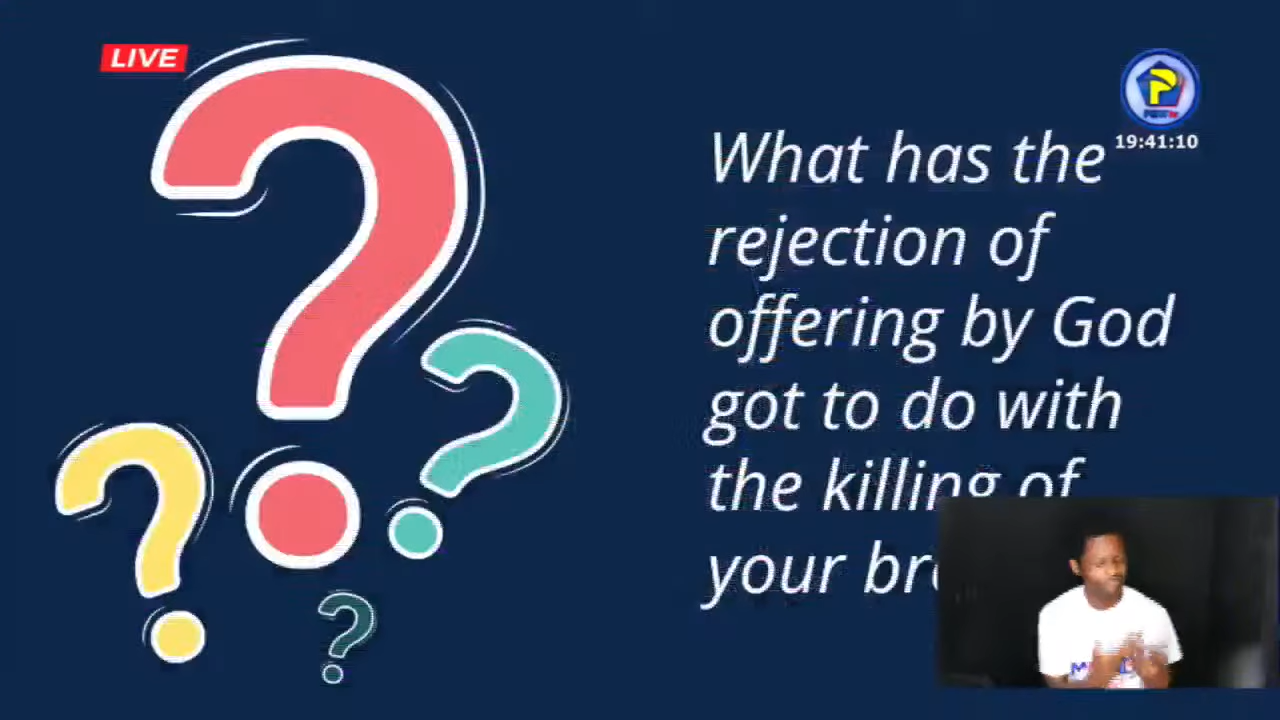 LIVE
19:41:10
What has the
rejection of
offering by God
got to do with
the killing of
your